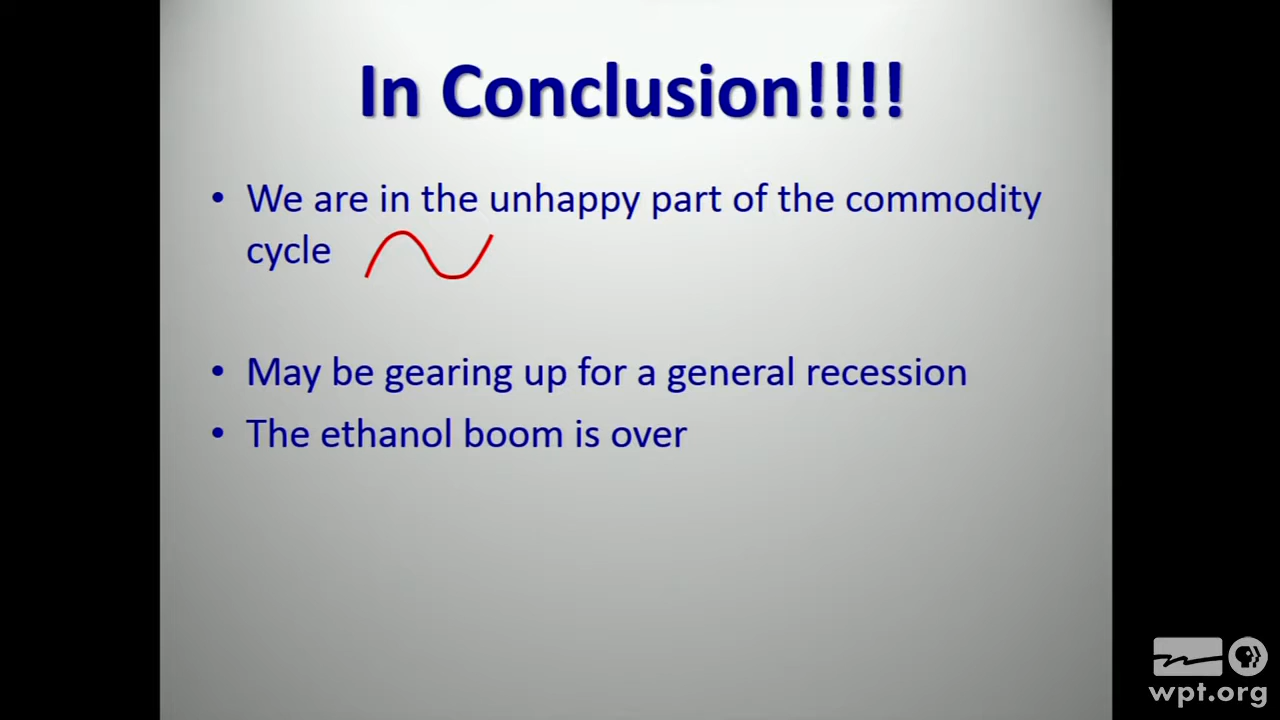 In Conclusion!!!!
• We are in the unhappy part of the commodity
cycle
• May be gearing up for a general recession
• The ethanol boom is over
wpt.org